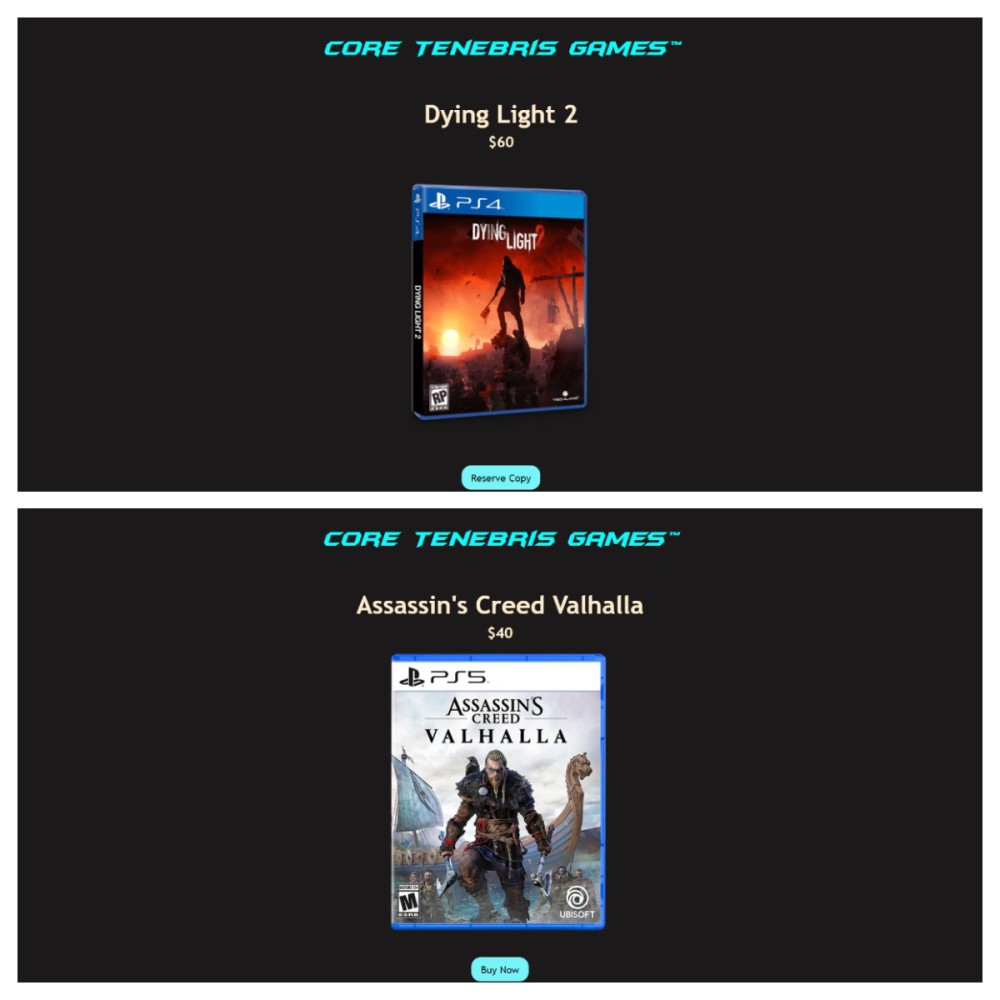 CORE TENEBRIS GAMES™
Dying Light 2
$60
PS4
DYING LIGHT 2
DYING LIGHT 2
RP
TECHLAND
Reserve Copy
CORE TENEBRIS GAMES™
Assassin's Creed Valhalla
$40
PS5
ASSASSIN'S
CREED
VALHALLA
M
UBISOFT
Buy Now